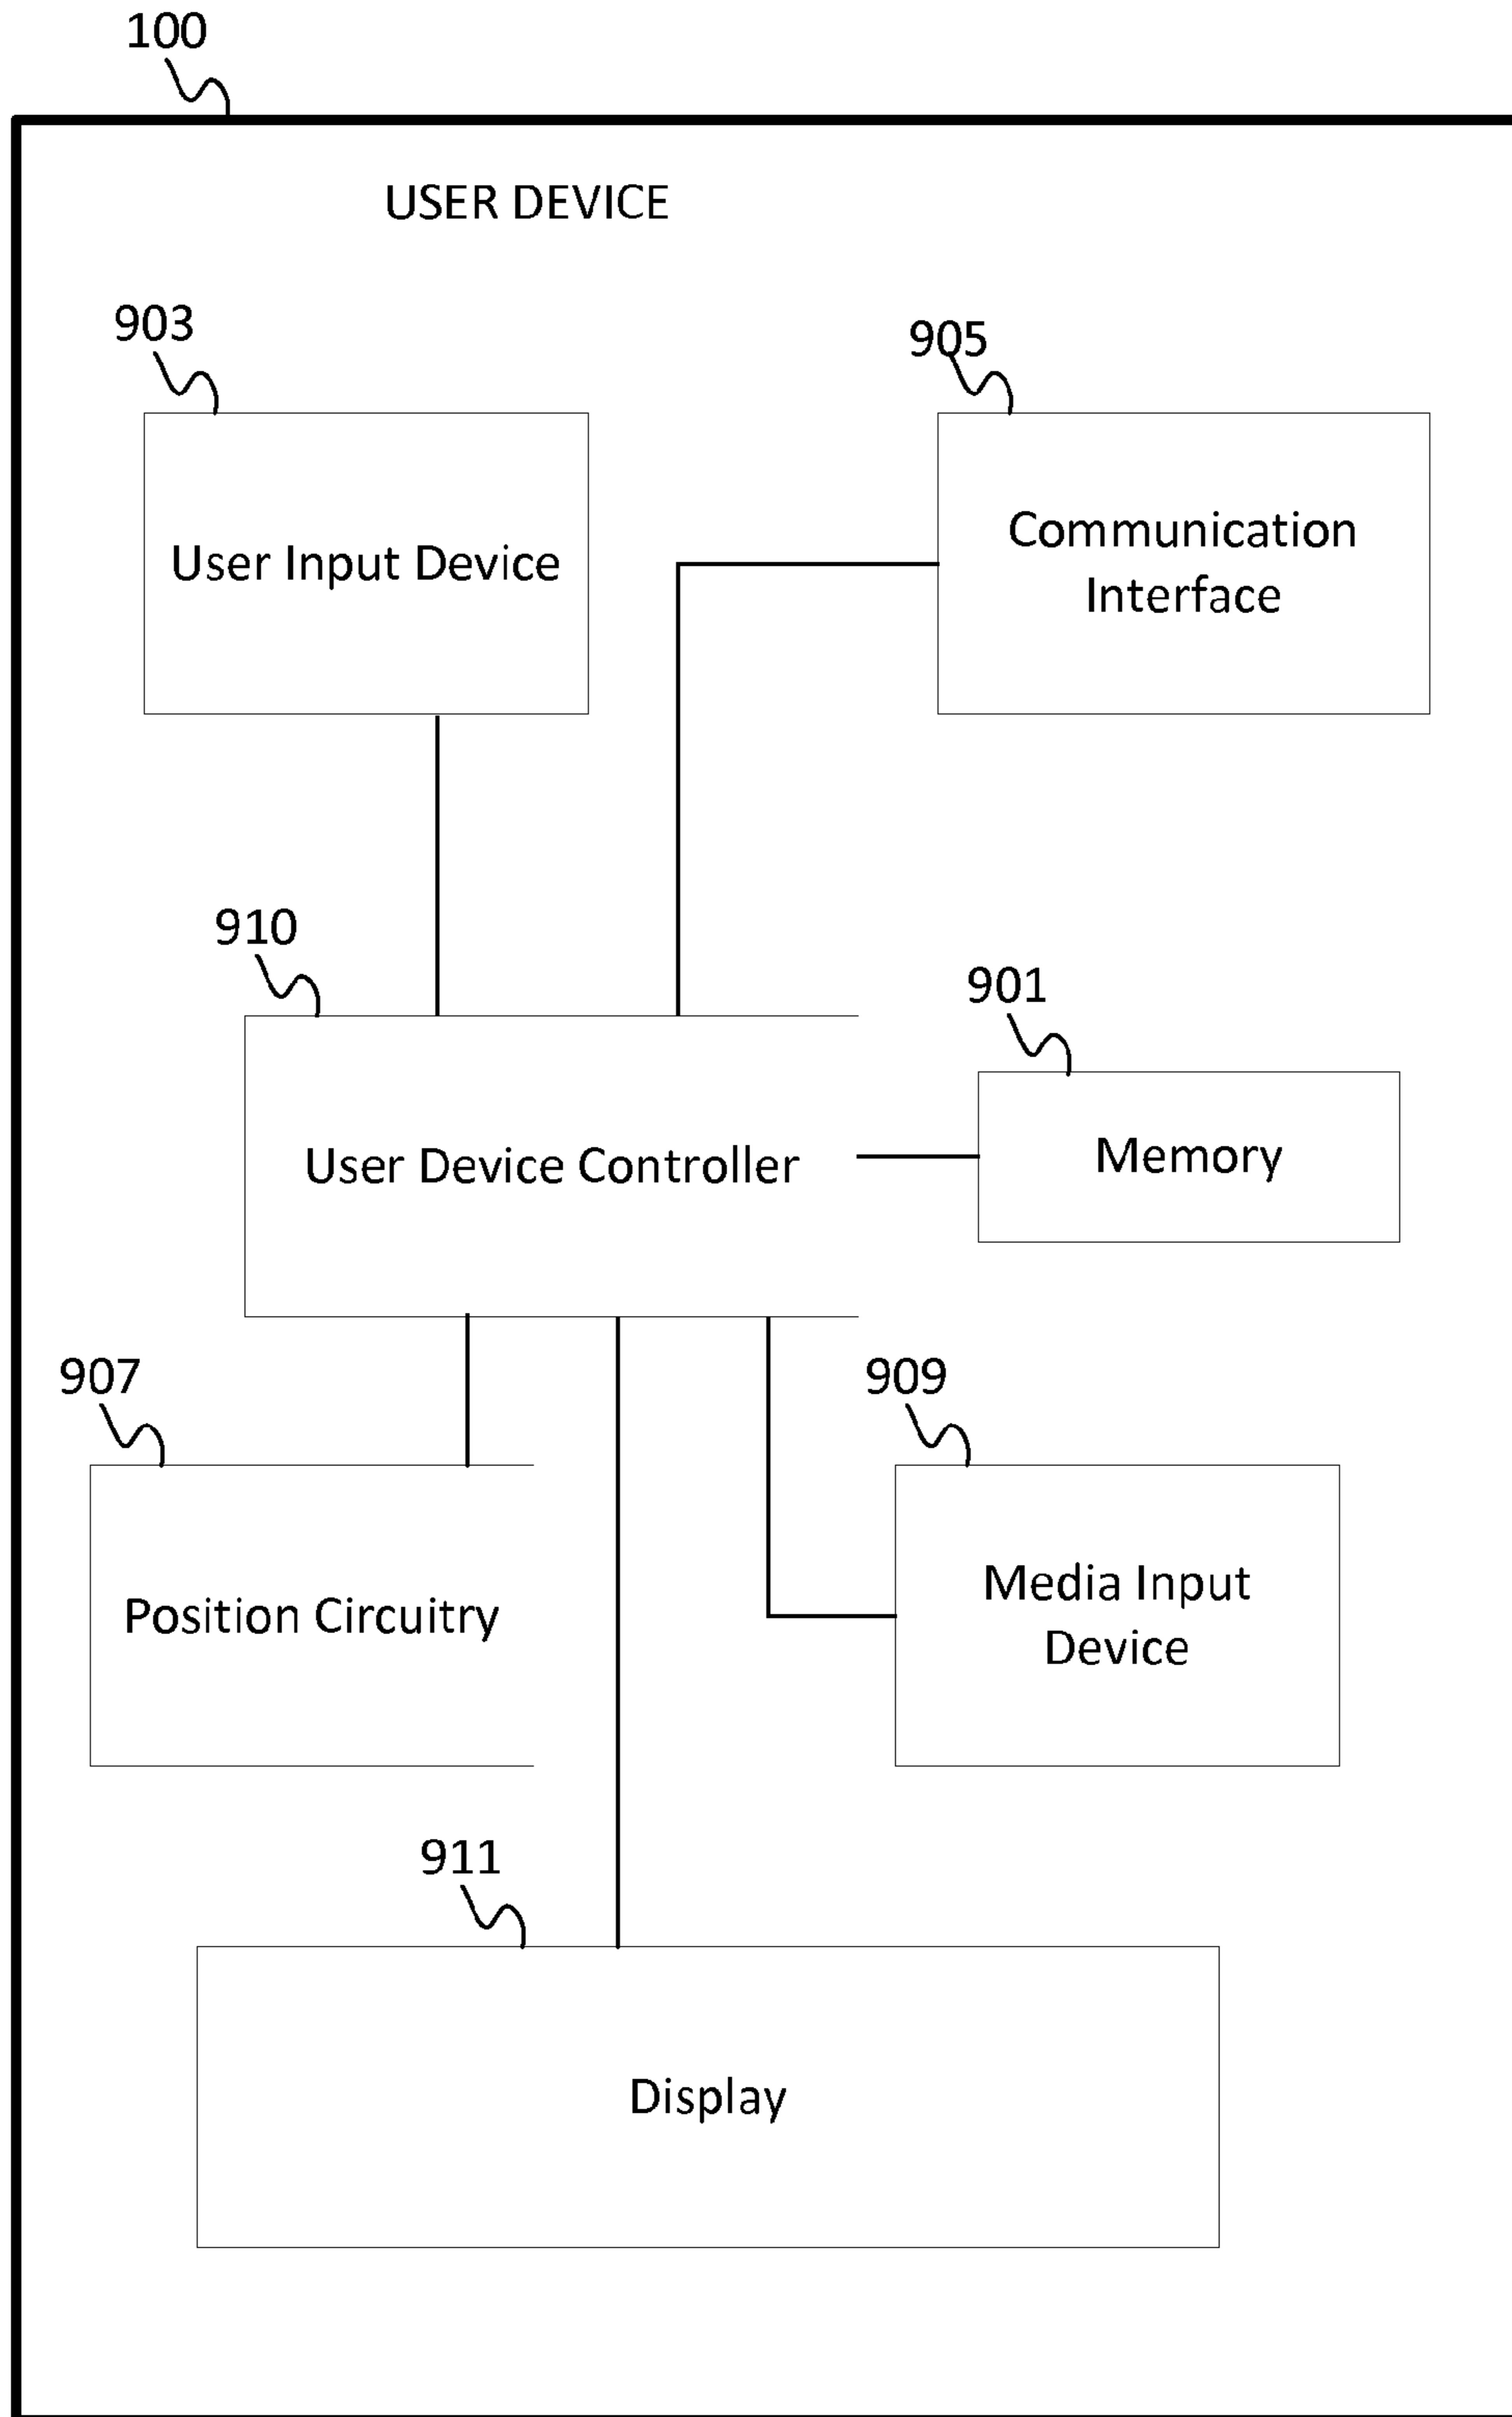 100
USER DEVICE
903
905
User Input Device
Communication
Interface
910
901
User Device Controller
Memory
907
909
Position Circuitry
Media Input
Device
911
Display